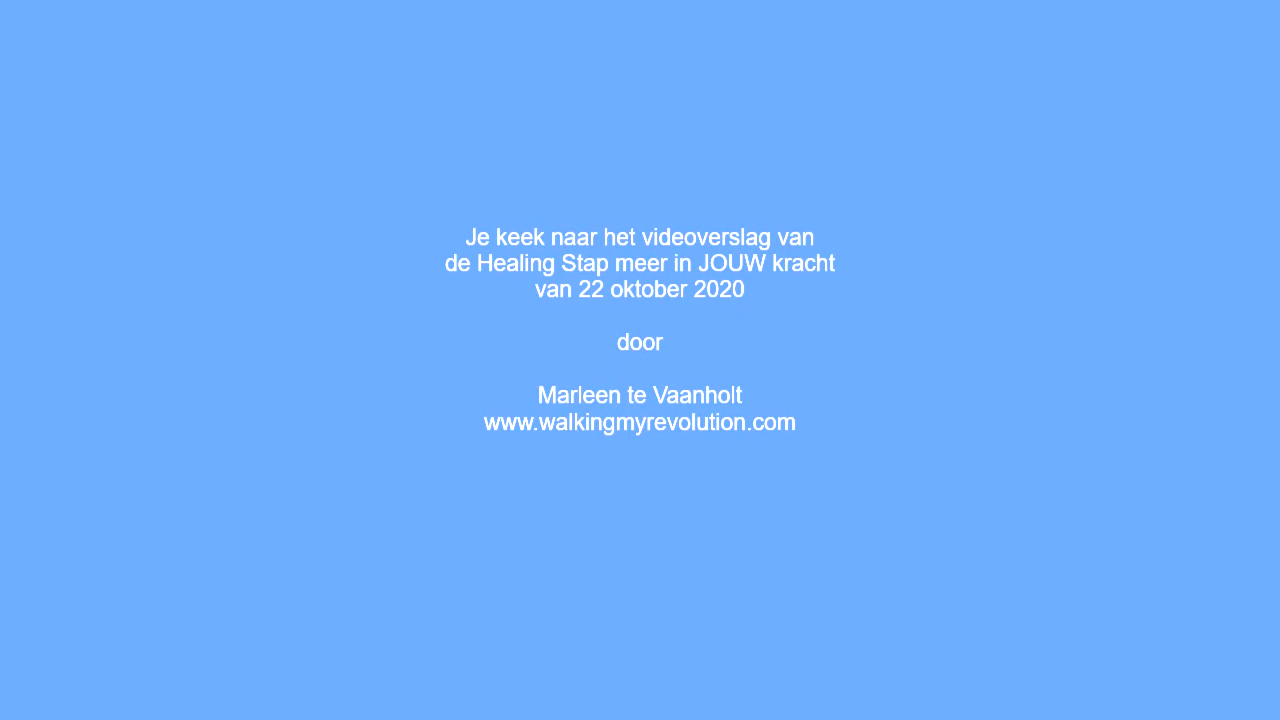 Je keek naar het videoverslag van
de Healing Stap meer in JOUW kracht
van 22 oktober 2020
door
Marleen te Vaanholt
www.walkingmyrevolution.com